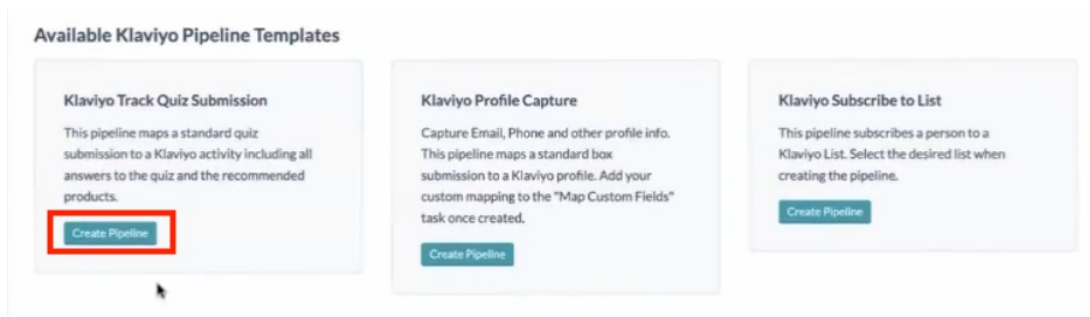 Available Klaviyo Pipeline Templates
Klaviyo Track Quiz Submission
This pipeline maps a standard quiz
submission to a Klaviyo activity including all
answers to the quiz and the recommended
products.
Create Pipeline
Klaviyo Profile Capture
Capture Email, Phone and other profile info.
This pipeline maps a standard box
submission to a Klaviyo profile. Add your
custom mapping to the "Map Custom Fields"
task once created.
Create Pipeline
Klaviyo Subscribe to List
This pipeline subscribes a person to a
Klaviyo List. Select the desired list when
creating the pipeline.
Create Pipeline